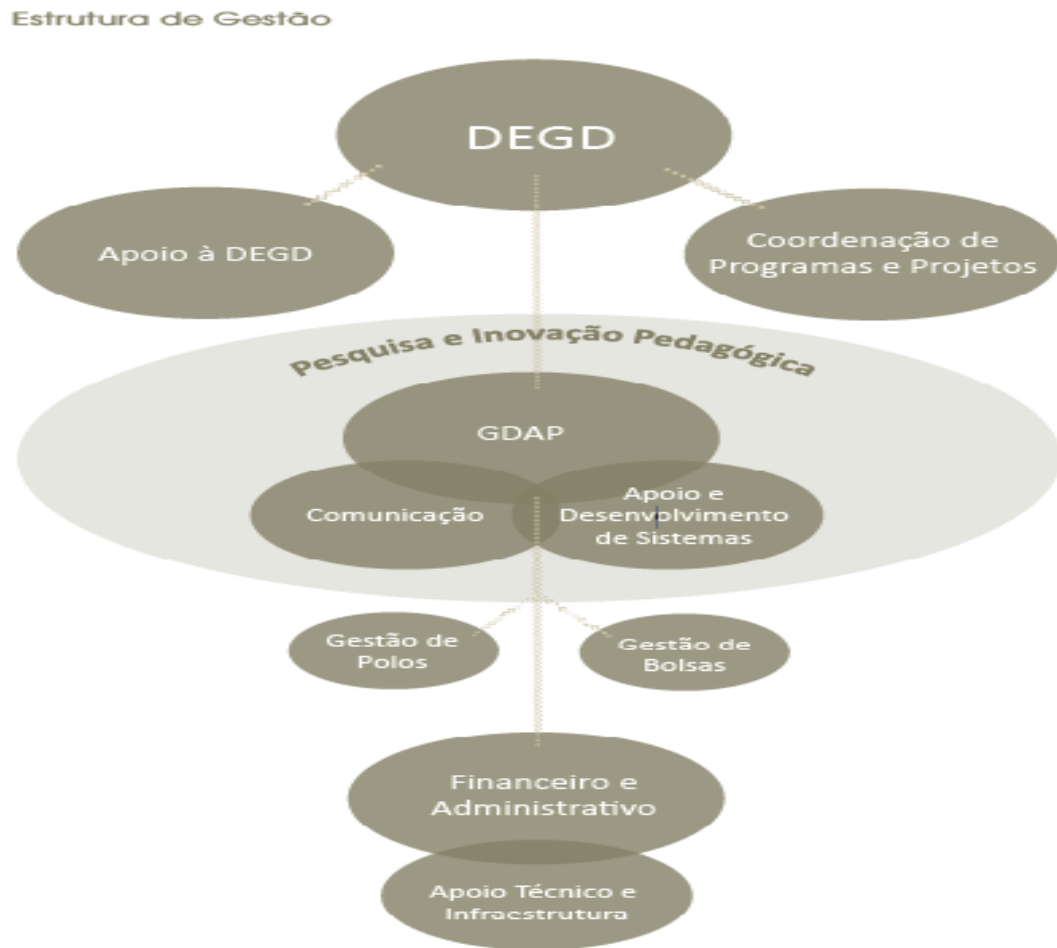 Estrutura de Gestão
DEGD
Apoio à DEGD
Coordenação de
Programas e Projetos
Pesquisa e Inovação Pedagógica
GDAP
Comunicação
Apoio e
Desenvolvimento
de Sistemas
Gestão de
Polos
Gestão de
Bolsas
Financeiro e
Administrativo
Apoio Técnico e
Infraestrutura